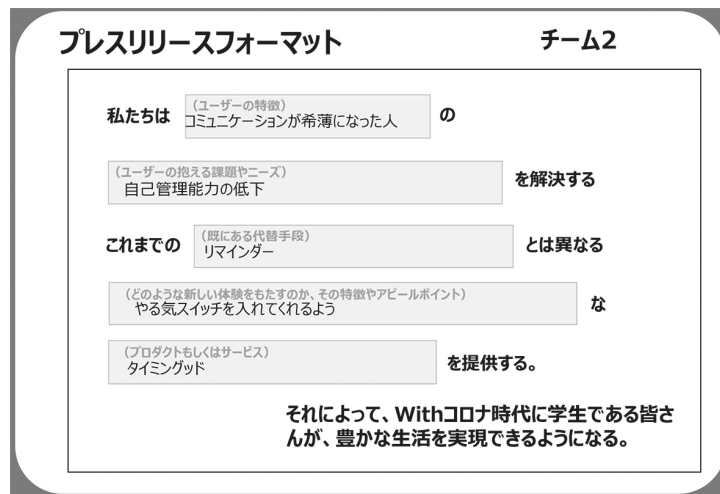 プレスリリースフォーマット チーム2
私たちは (ユーザーの特徴) の
コミュニケーションが希薄になった人
(ユーザーの抱える課題やニーズ)
自己管理能力の低下 を解決する
これまでの (既にある代替手段) とは異なる
リマインダー
(どのような新しい体験をもたすのか、その特徴やアピールポイント)
やる気スイッチを入れてくれるよう な
(プロダクトもしくはサービス)
タイミングッド を提供する。
それによって、Withコロナ時代に学生である皆さ
んが、豊かな生活を実現できるようになる。